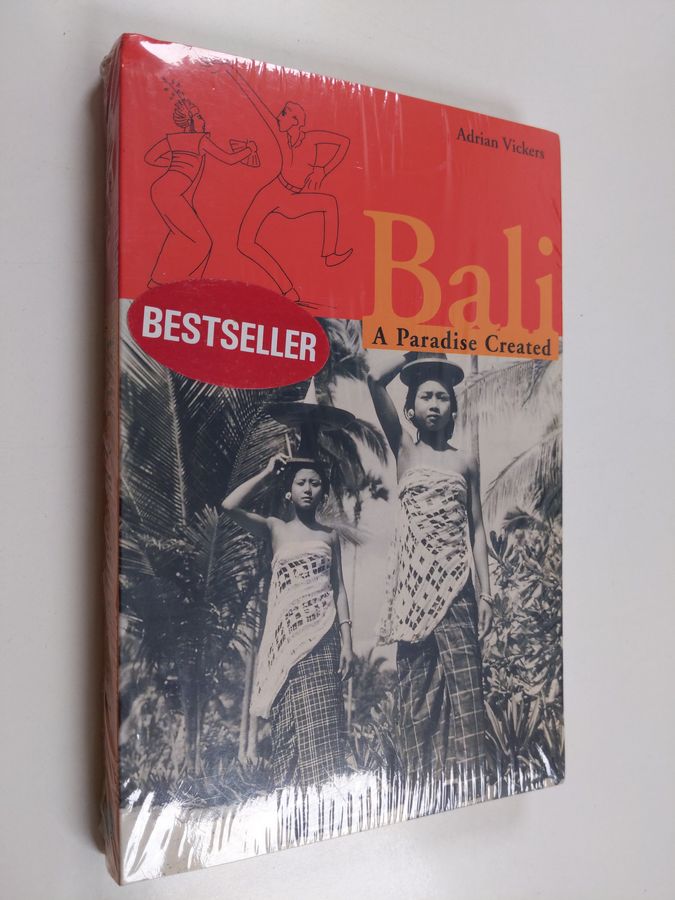 Adrian Vickers
Bali
A Paradise Created
BESTSELLER